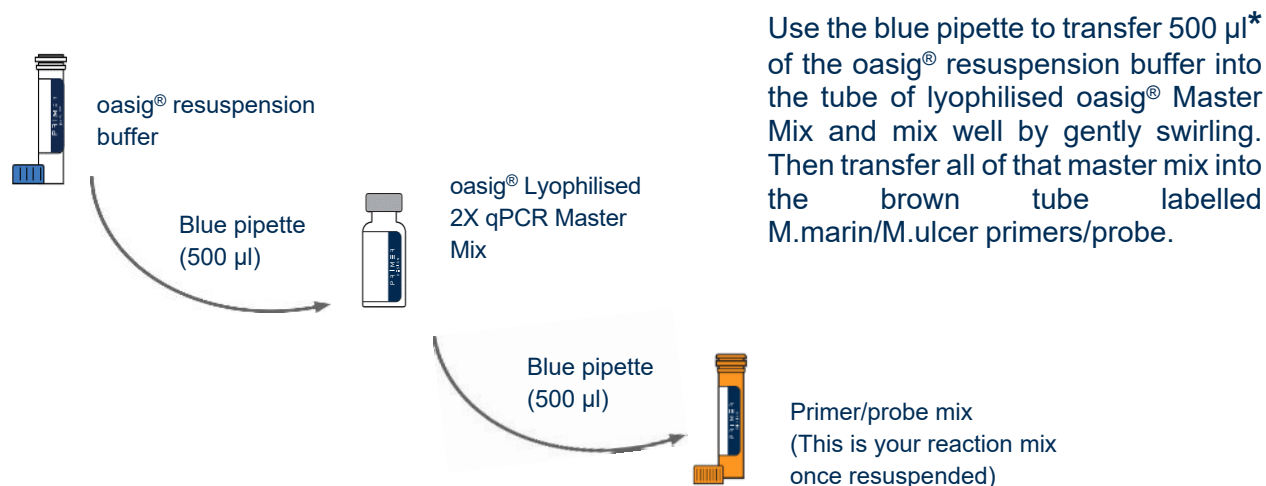 oasig® resuspension
buffer
Blue pipette
(500 µl)
oasig® Lyophilised
2X qPCR Master
Mix
Blue pipette
(500 µl)
Primer/probe mix
(This is your reaction mix
once resuspended)
Use the blue pipette to transfer 500 µl*
of the oasig® resuspension buffer into
the tube of lyophilised oasig® Master
Mix and mix well by gently swirling.
Then transfer all of that master mix into
the brown tube labelled
M.marin/M.ulcer primers/probe.
PRIMER
PRIMER
PRIMER